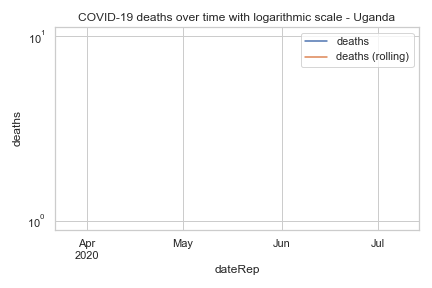 COVID-19 deaths over time with logarithmic scale - Uganda
10¹
deaths
deaths (rolling)
deaths
10⁰
Apr May Jun Jul
2020
dateRep